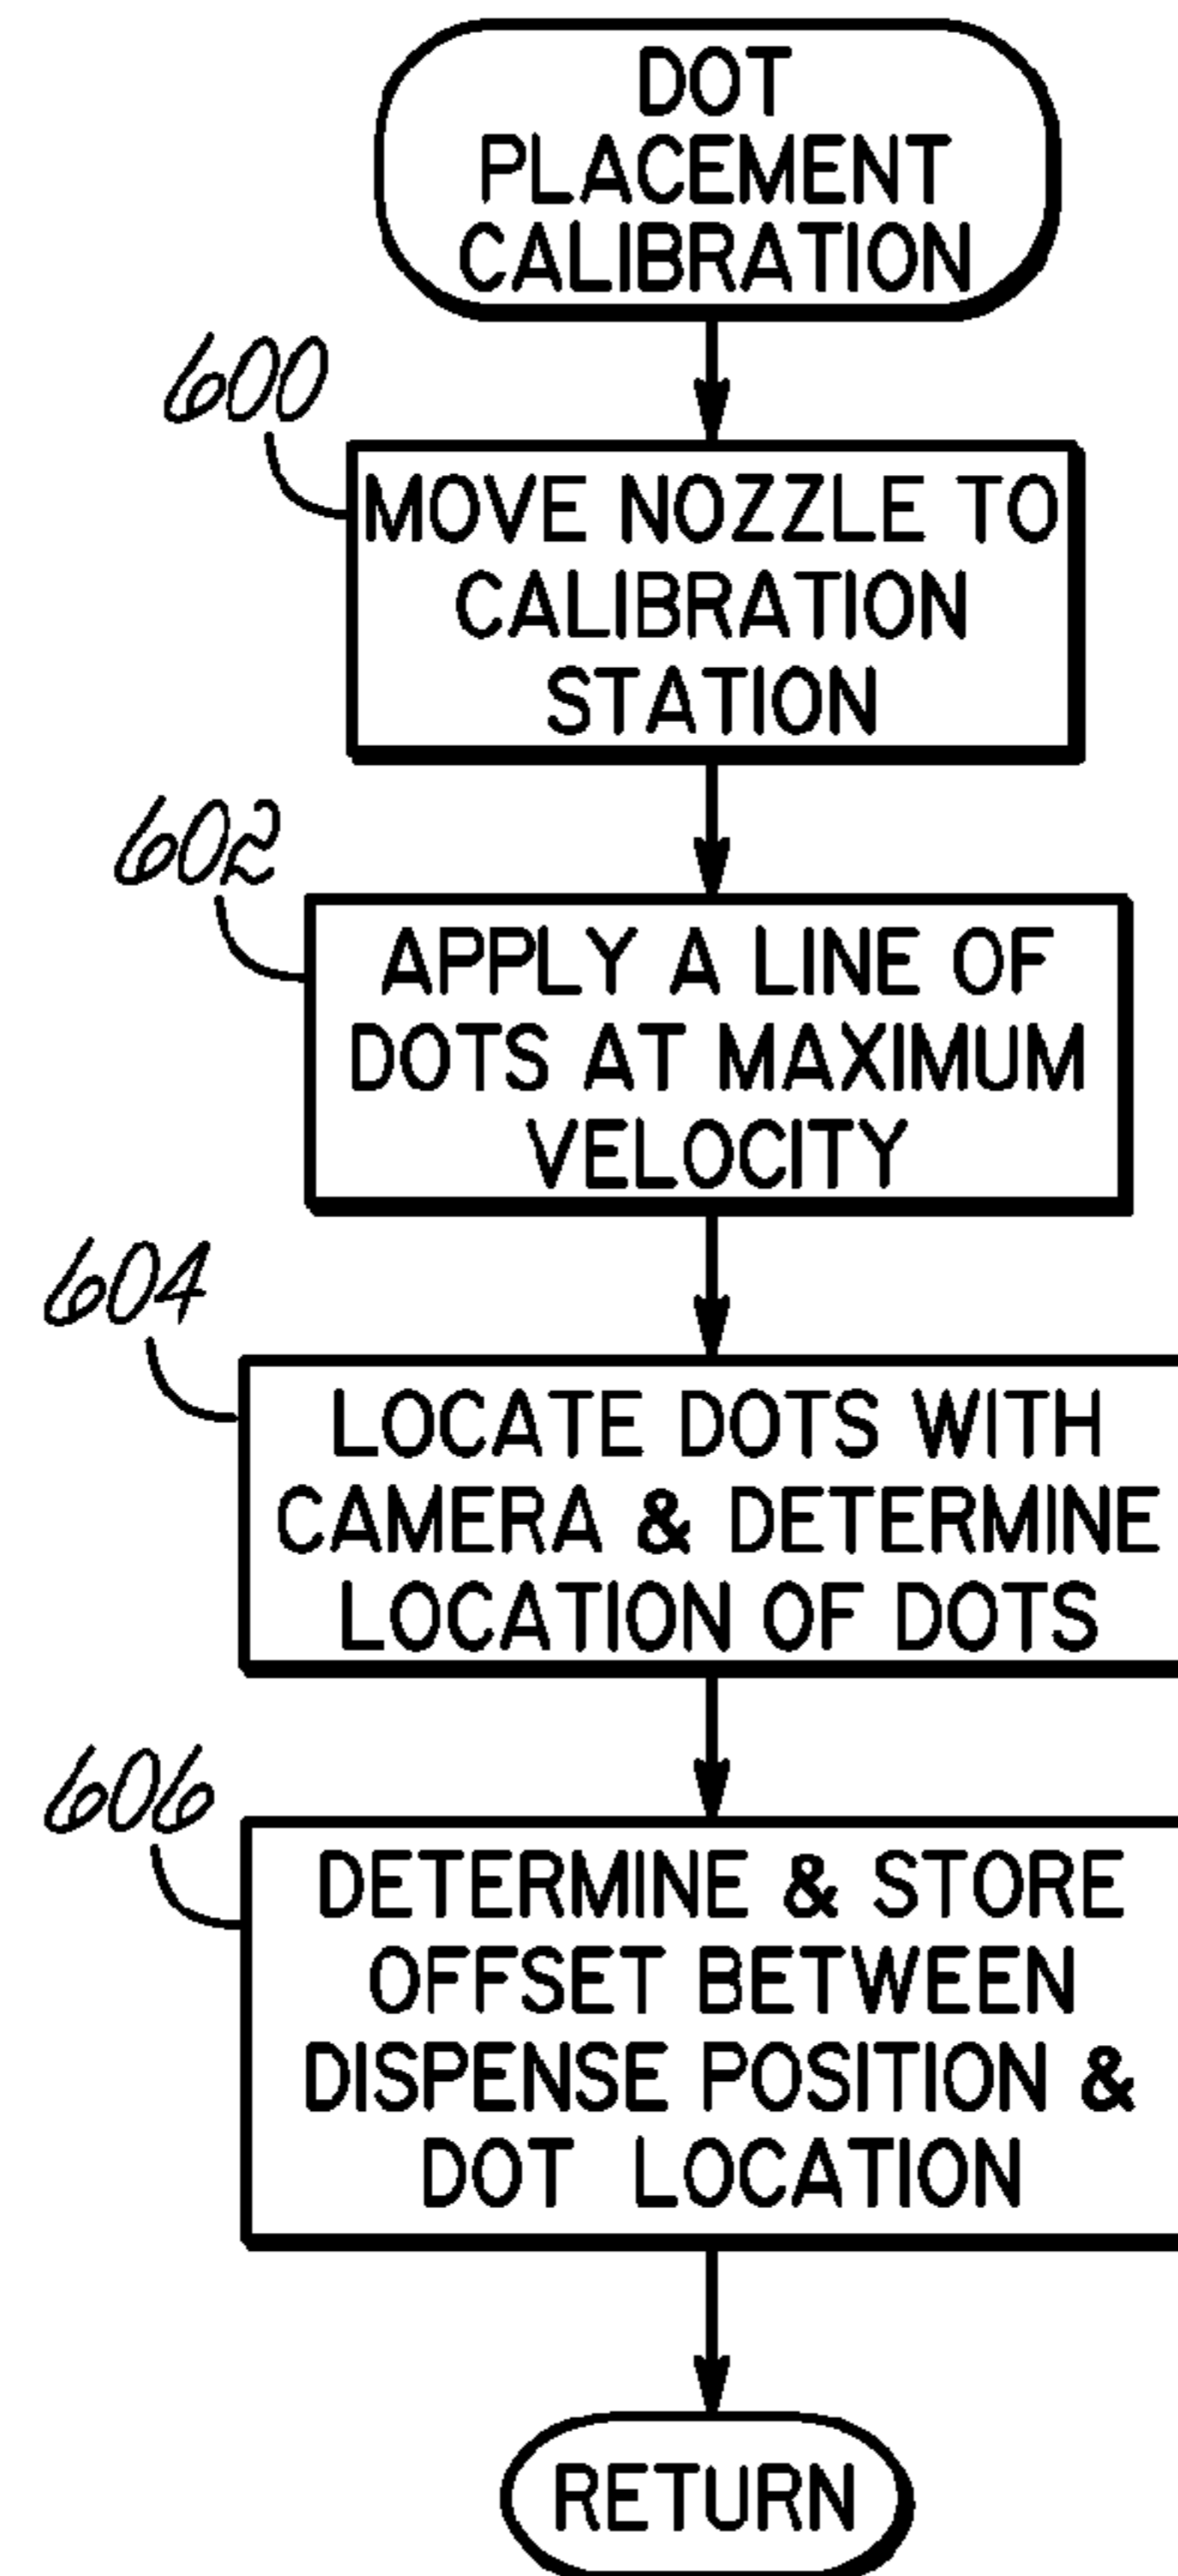 DOT
PLACEMENT
CALIBRATION
600
MOVE NOZZLE TO
CALIBRATION
STATION
602
APPLY A LINE OF
DOTS AT MAXIMUM
VELOCITY
604
LOCATE DOTS WITH
CAMERA & DETERMINE
LOCATION OF DOTS
606
DETERMINE & STORE
OFFSET BETWEEN
DISPENSE POSITION &
DOT LOCATION
RETURN